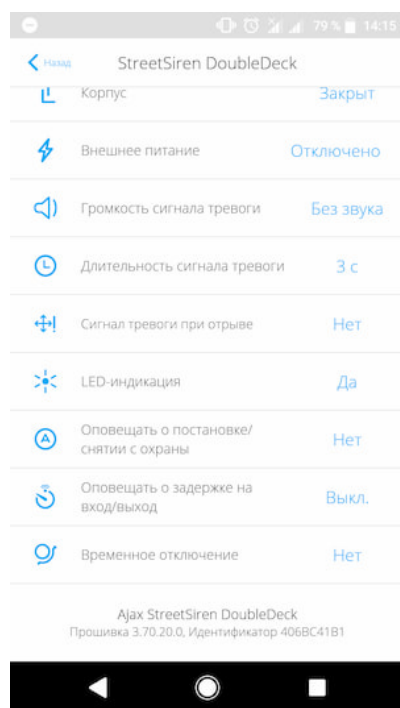 79 % 14:15
Назад StreetSiren DoubleDeck
Корпус Закрыт
Внешнее питание Отключено
Громкость сигнала тревоги Без звука
Длительность сигнала тревоги 3 с
Сигнал тревоги при отрыве Нет
LED-индикация Да
Оповещать о постановке/
снятии с охраны Нет
Оповещать о задержке на
вход/выход Выкл.
Временное отключение Нет
Ajax StreetSiren DoubleDeck
Прошивка 3.70.20.0, Идентификатор 406BC41B1